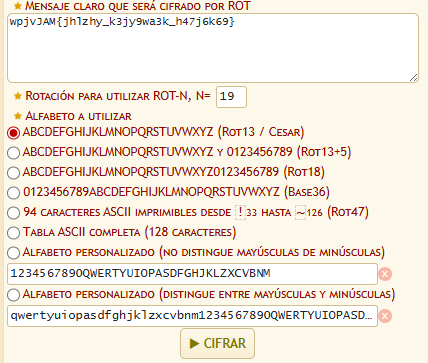 ★ Mensaje claro que será cifrado por ROT
wpjvJAM{jhlzhy_k3jy9wa3k_h47j6k69}
★ Rotación para utilizar ROT-N, N= 19
★ Alfabeto a utilizar
ABCDEFGHIJKLMNOPQRSTUVWXYZ (Rot13 / Cesar)
ABCDEFGHIJKLMNOPQRSTUVWXYZ y 0123456789 (Rot13+5)
ABCDEFGHIJKLMNOPQRSTUVWXYZ0123456789 (Rot18)
0123456789ABCDEFGHIJKLMNOPQRSTUVWXYZ (Base36)
94 caracteres ASCII imprimibles desde !33 hasta ~126 (Rot47)
Tabla ASCII completa (128 caracteres)
Alfabeto personalizado (no distingue mayúsculas de minúsculas)
1234567890QWERTYUIOPASDFGHJKLZXCVBNM x
Alfabeto personalizado (distingue entre mayúsculas y minúsculas)
qwertyuiopasdfghjklzxcvbnm1234567890QWERTYUIOPASD... x
▶ CIFRAR